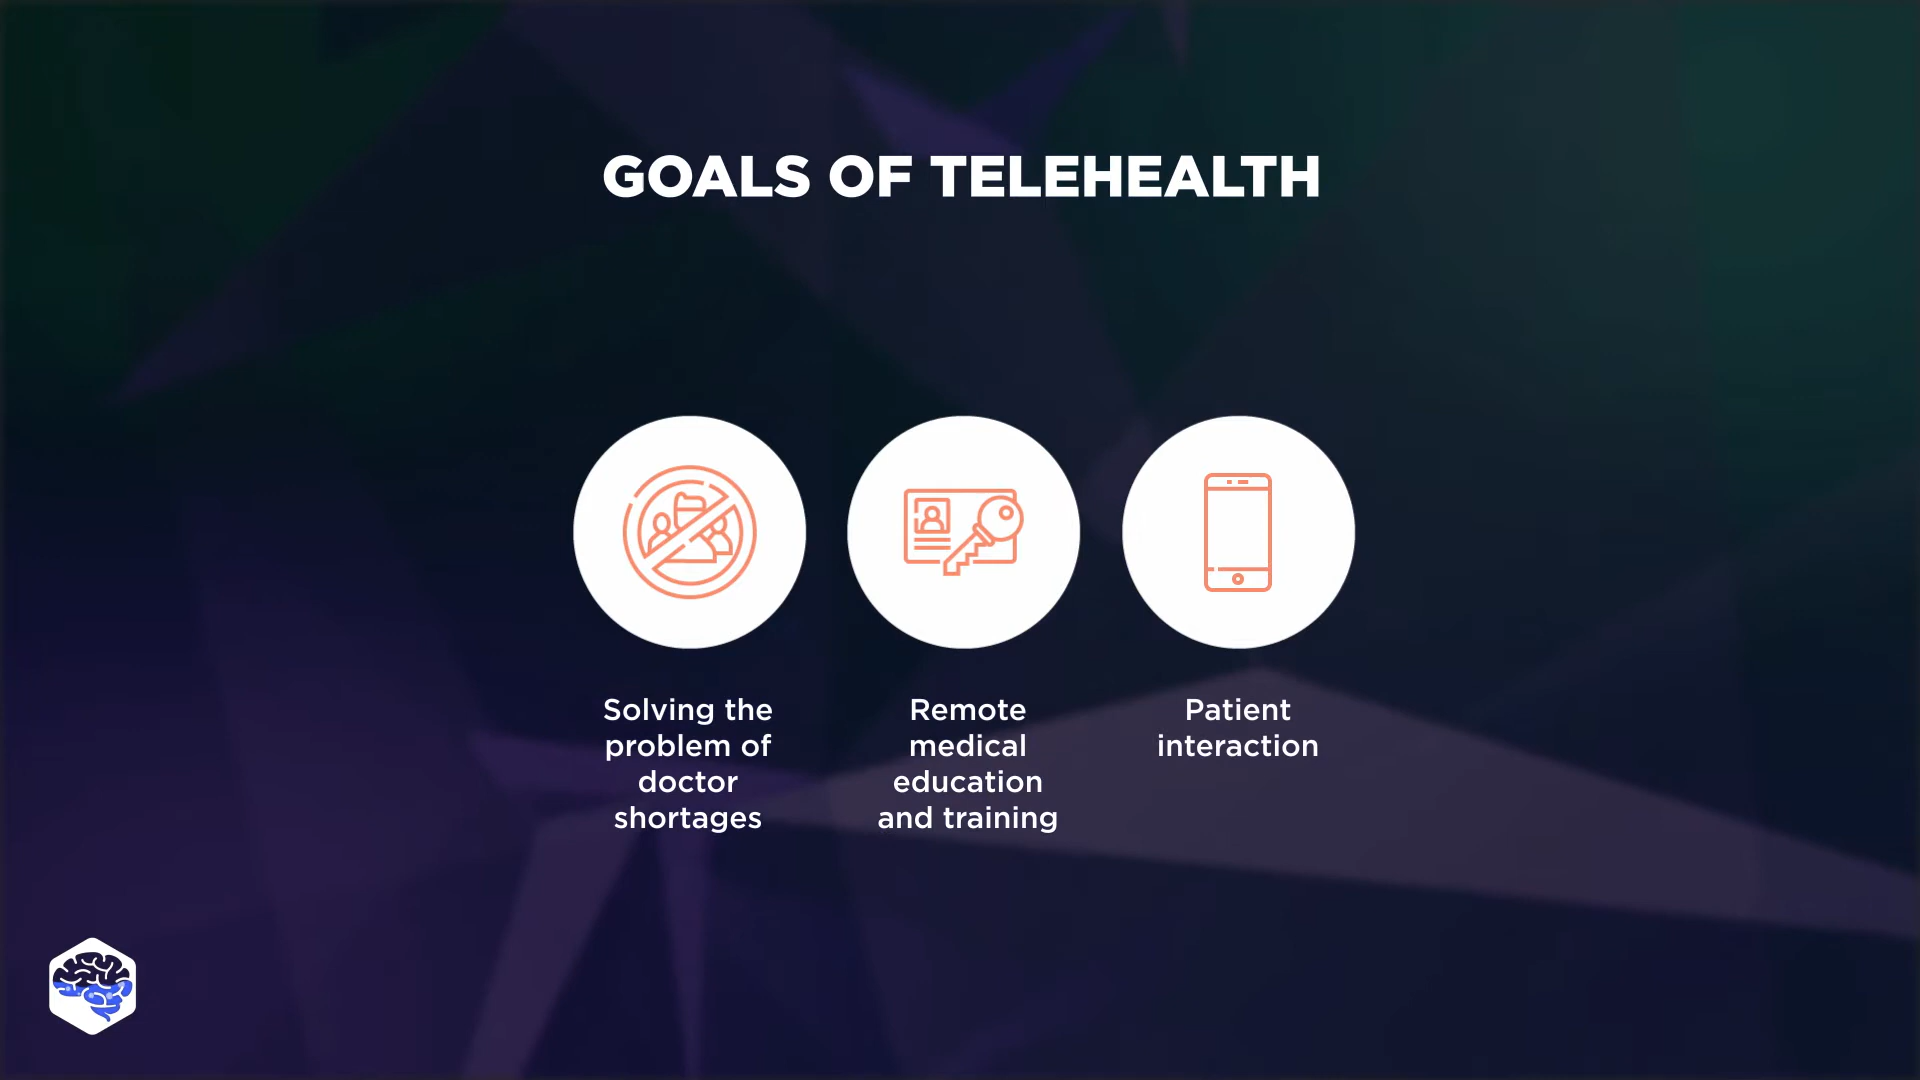 GOALS OF TELEHEALTH
Solving the
problem of
doctor
shortages
Remote
medical
education
and training
Patient
interaction